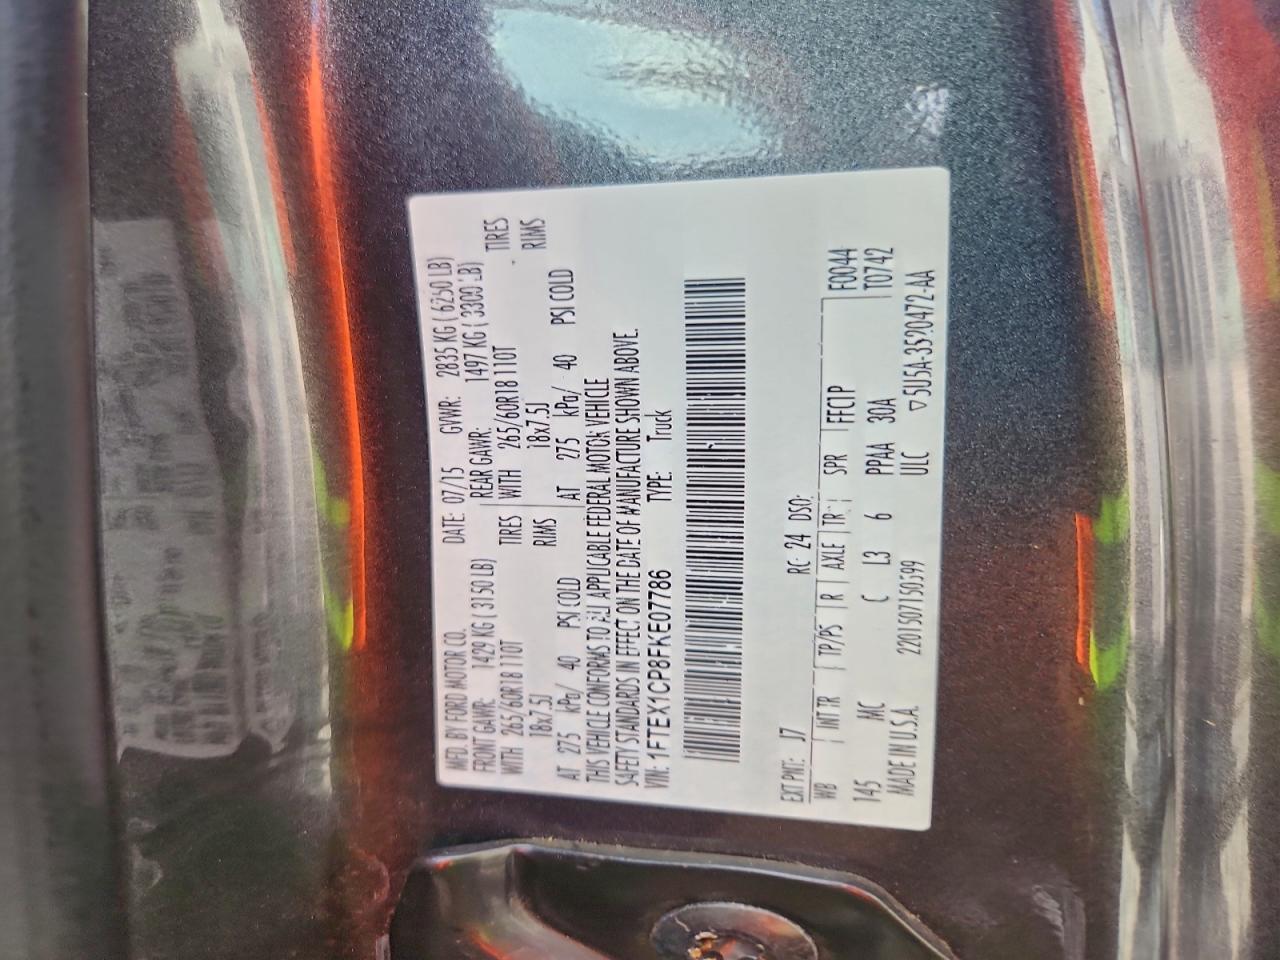 MFD. BY FORD MOTOR CO. DATE: 07/15 GVWR: 2835 KG ( 6250 LB)
FRONT GAWR: 1429 KG ( 3150 LB) REAR GAWR: 1497 KG ( 3300 LB)
WITH 265/60R18 110T TIRES WITH 265/60R18 110T TIRES
18x7.5J RIMS 18x7.5J RIMS
AT 275 kPa/ 40 PSI COLD AT 275 kPa/ 40 PSI COLD
THIS VEHICLE CONFORMS TO ALL APPLICABLE FEDERAL MOTOR VEHICLE
SAFETY STANDARDS IN EFFECT ON THE DATE OF MANUFACTURE SHOWN ABOVE.
VIN: 1FTEX1CP8FKE07786 TYPE: Truck
EXT PNT: J7 RC: 24 DSO:
WB INT TR TP/PS R AXLE TR SPR FFC1P F0044
145 MC C L3 6 PPAA 30A T0742
MADE IN U.S.A. 2201507150599 ULC ▽5U5A-3520472-AA